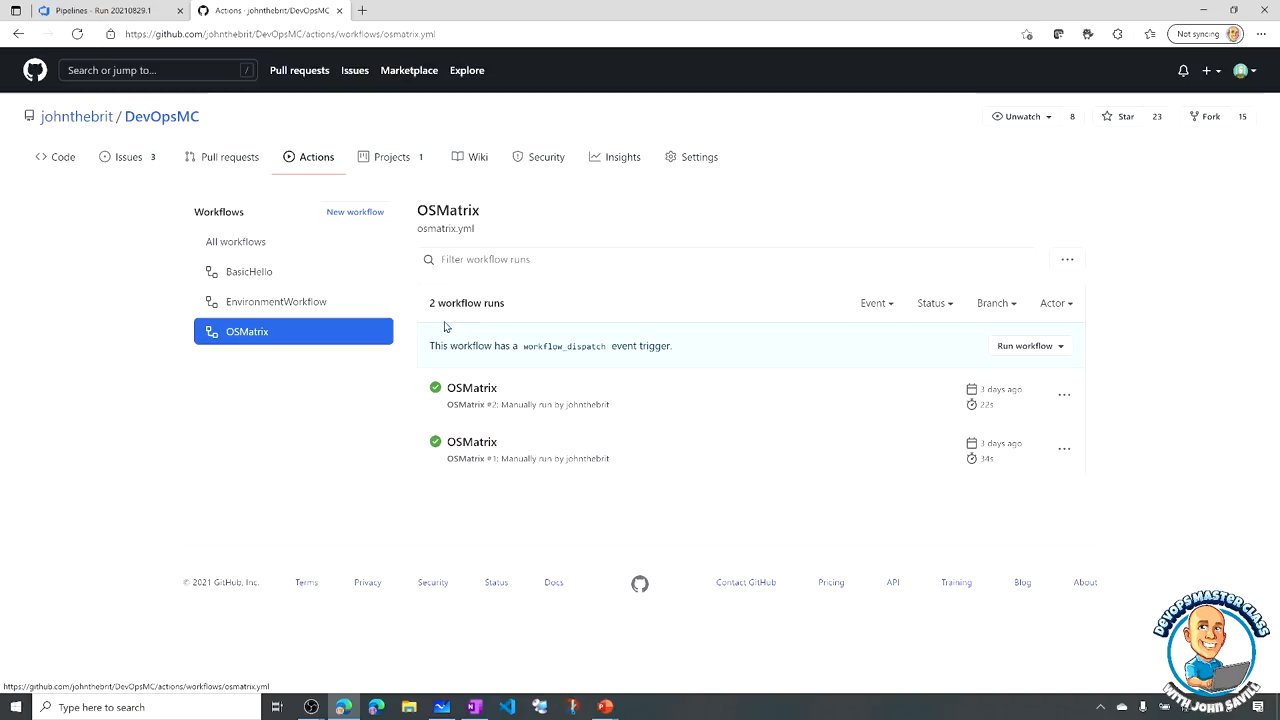 Pipelines - Run 20210829.1
Actions · johnthebrit/DevOpsMC
https://github.com/johnthebrit/DevOpsMC/actions/workflows/osmatrix.yml
Not syncing
Search or jump to...
/
Pull requests
Issues
Marketplace
Explore
johnthebrit / DevOpsMC
Unwatch 8
Star 23
Fork 15
Code
Issues 3
Pull requests
Actions
Projects 1
Wiki
Security
Insights
Settings
Workflows
New workflow
All workflows
BasicHello
EnvironmentWorkflow
OSMatrix
OSMatrix
osmatrix.yml
Filter workflow runs
2 workflow runs
Event
Status
Branch
Actor
This workflow has a workflow_dispatch event trigger.
Run workflow
OSMatrix
OSMatrix #2: Manually run by johnthebrit
3 days ago
22s
OSMatrix
OSMatrix #1: Manually run by johnthebrit
3 days ago
34s
© 2021 GitHub, Inc.
Terms
Privacy
Security
Status
Docs
Contact GitHub
Pricing
API
Training
Blog
About
DEVOPS MASTER CLASS
WITH JOHN SAVILL
https://github.com/johnthebrit/DevOpsMC/actions/workflows/osmatrix.yml
Type here to search